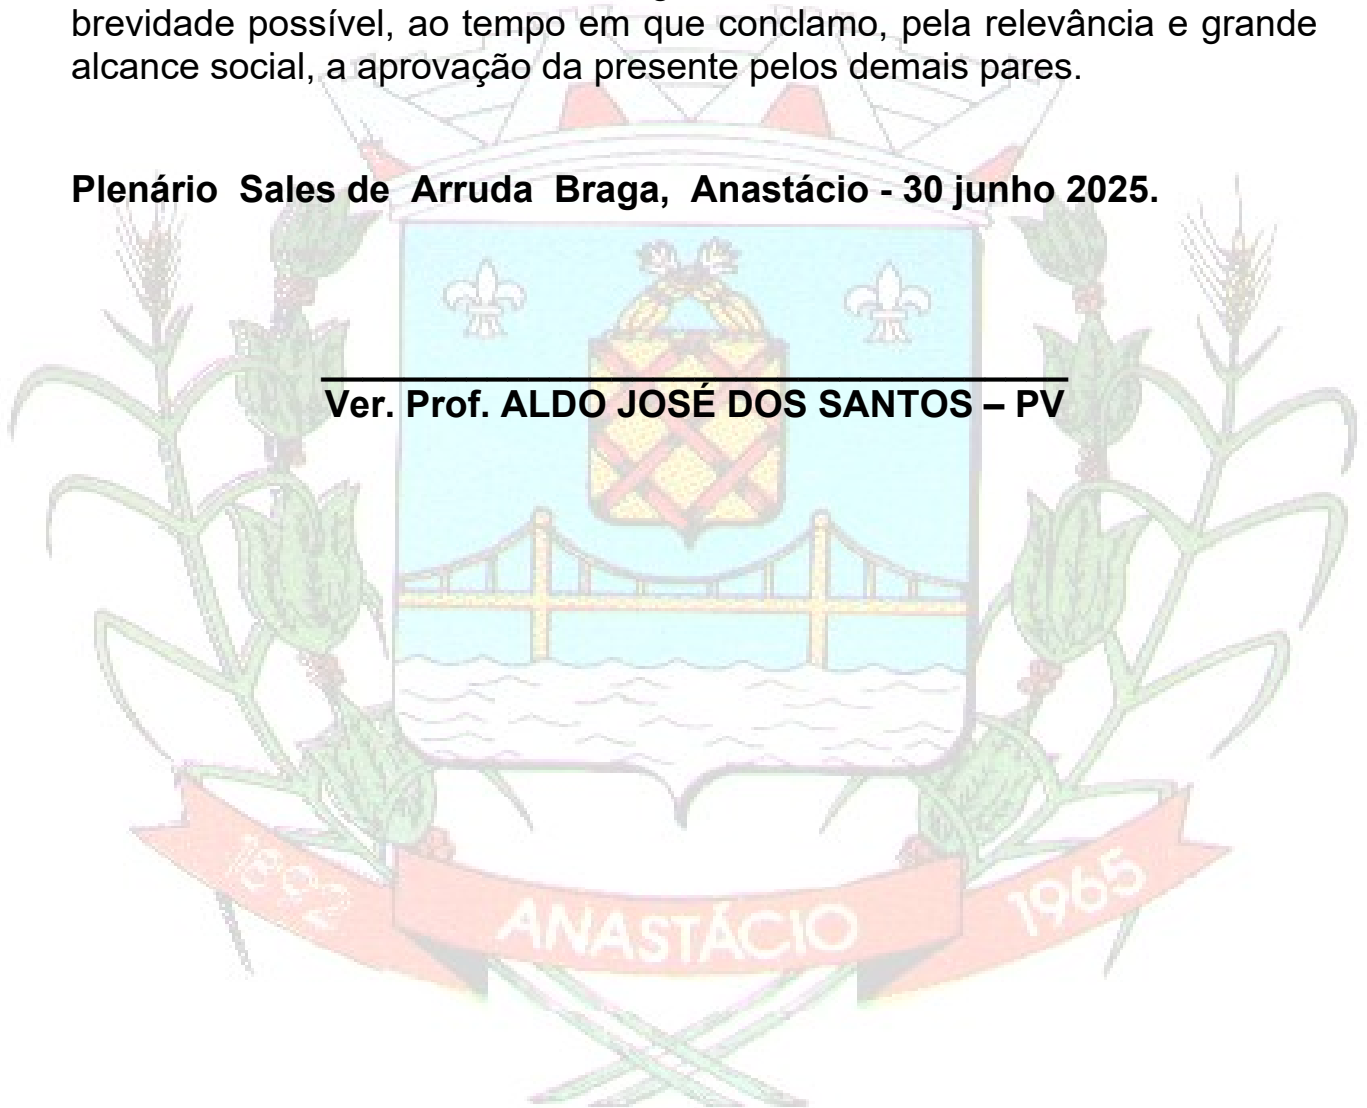 brevidade possível, ao tempo em que conclamo, pela relevância e grande
alcance social, a aprovação da presente pelos demais pares.
Plenário Sales de Arruda Braga, Anastácio - 30 junho 2025.
Ver. Prof. ALDO JOSÉ DOS SANTOS – PV
1892
ANASTÁCIO
1965